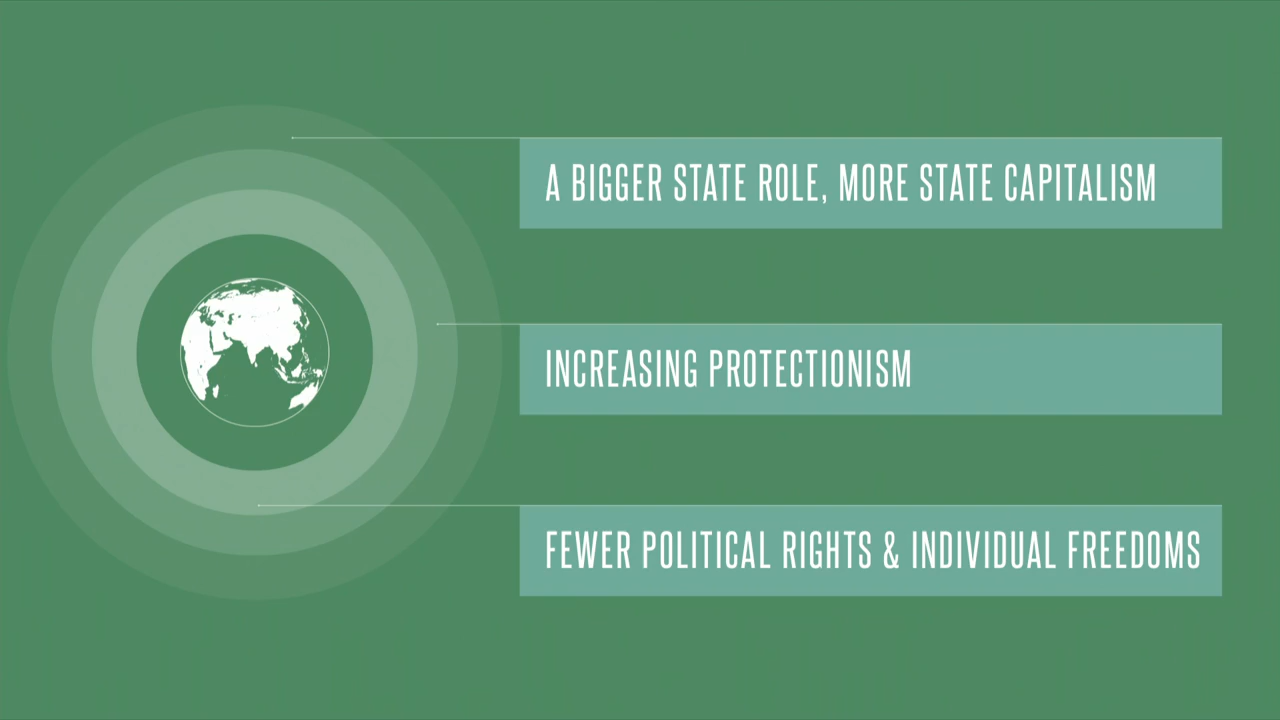 A BIGGER STATE ROLE, MORE STATE CAPITALISM
INCREASING PROTECTIONISM
FEWER POLITICAL RIGHTS & INDIVIDUAL FREEDOMS